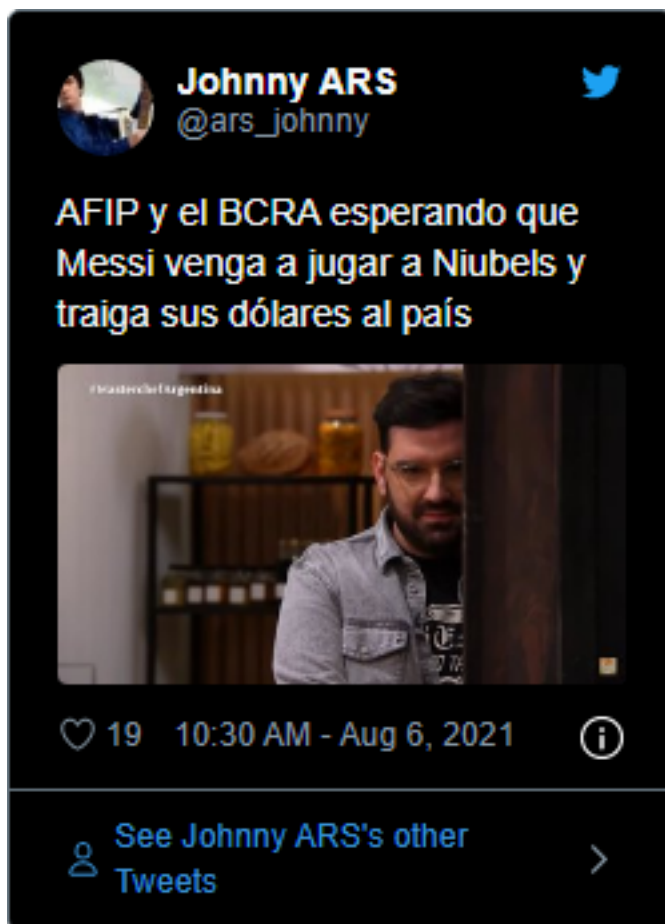 Johnny ARS
@ars_johnny
AFIP y el BCRA esperando que
Messi venga a jugar a Niubels y
traiga sus dólares al país
#MasterchefArgentina
19 10:30 AM - Aug 6, 2021
See Johnny ARS's other
Tweets